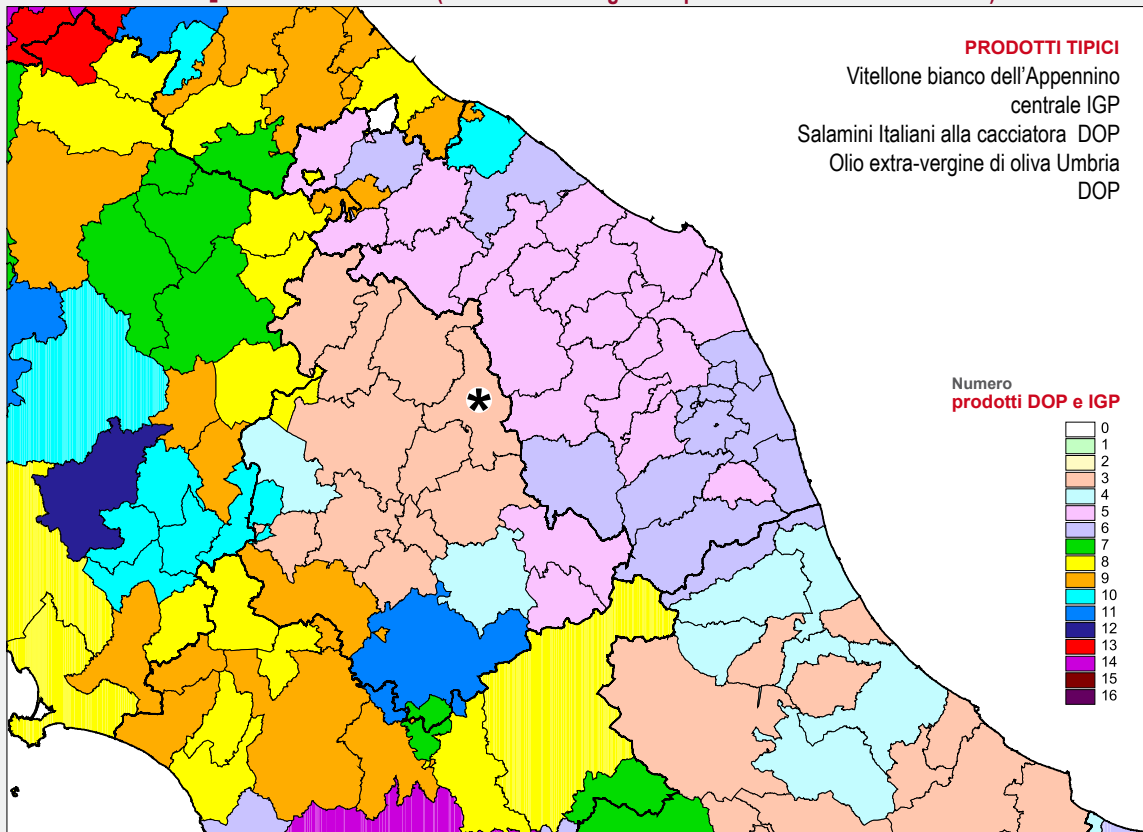 PRODOTTI TIPICI
Vitellone bianco dell'Appennino
centrale IGP
Salamini Italiani alla cacciatora DOP
Olio extra-vergine di oliva Umbria
DOP
*
Numero
prodotti DOP e IGP
0
1
2
3
4
5
6
7
8
9
10
11
12
13
14
15
16